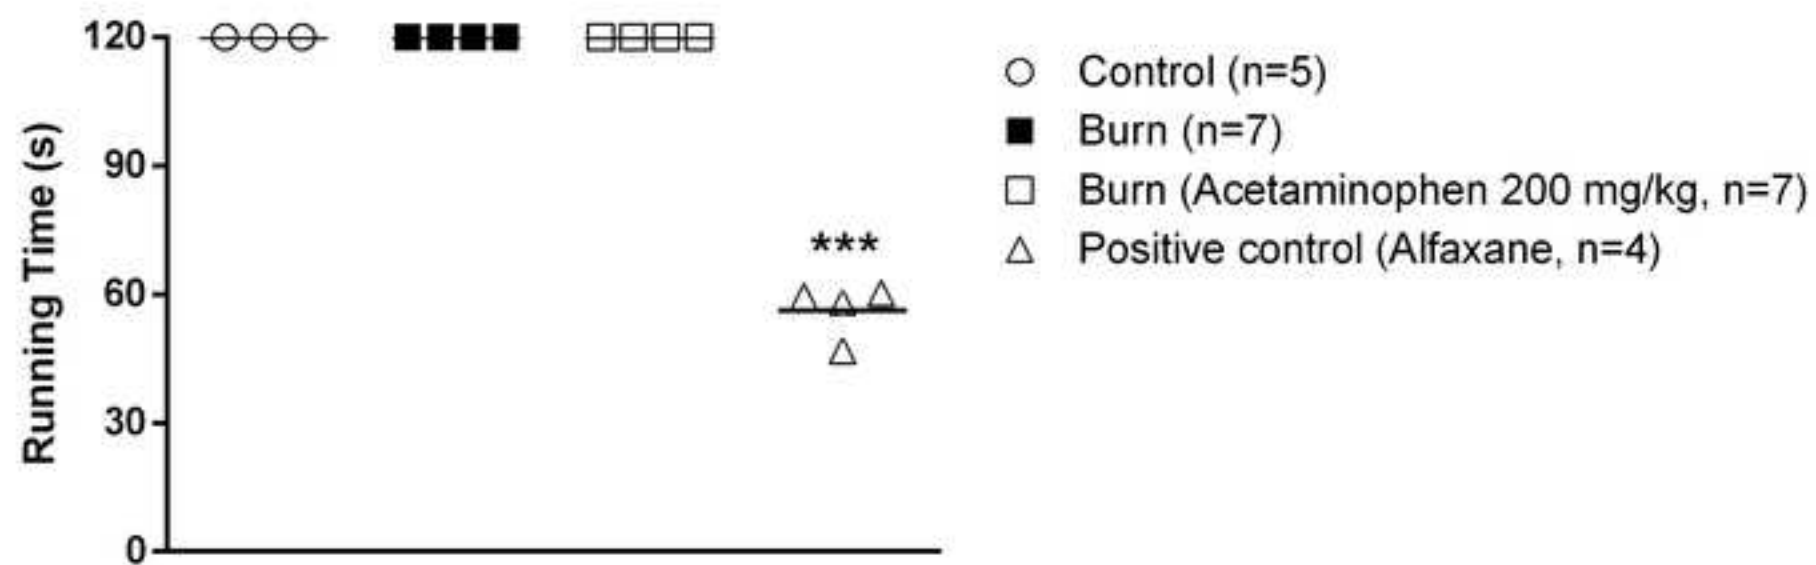 Running Time (s)
120
90
60
30
0
***
Control (n=5)
Burn (n=7)
Burn (Acetaminophen 200 mg/kg, n=7)
Positive control (Alfaxane, n=4)